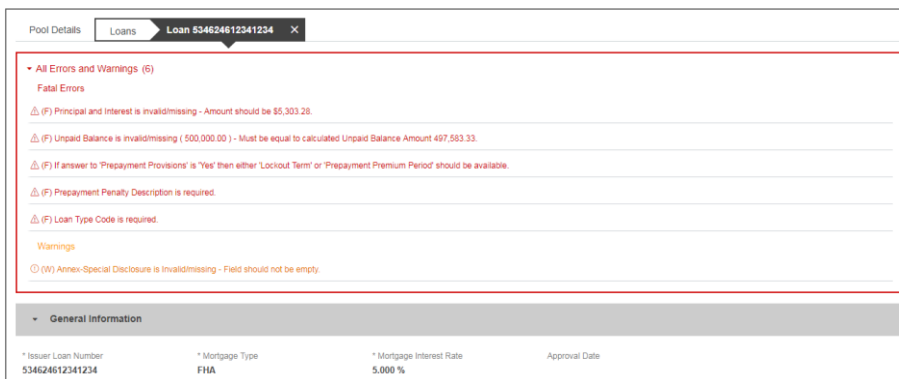 Pool Details Loans Loan 534624612341234 X
All Errors and Warnings (6)
Fatal Errors
(F) Principal and Interest is invalid/missing - Amount should be $5,303.28.
(F) Unpaid Balance is invalid/missing ( 500,000.00 ) - Must be equal to calculated Unpaid Balance Amount 497,583.33.
(F) If answer to 'Prepayment Provisions' is 'Yes' then either 'Lockout Term' or 'Prepayment Premium Period' should be available.
(F) Prepayment Penalty Description is required.
(F) Loan Type Code is required.
Warnings
(W) Annex-Special Disclosure is Invalid/missing - Field should not be empty.
General Information
* Issuer Loan Number * Mortgage Type * Mortgage Interest Rate Approval Date
534624612341234 FHA 5.000 %